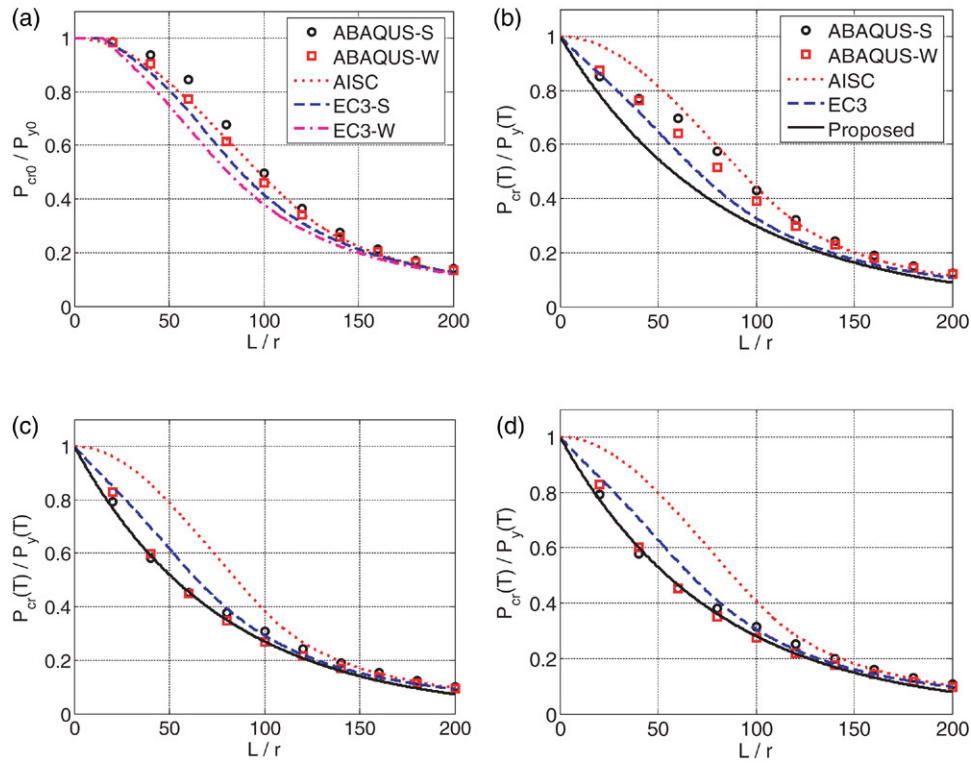 (a)
ABAQUS-S
ABAQUS-W
AISC
EC3-S
EC3-W
1
0.8
0.6
0.4
0.2
0
P_cr0 / P_y0
0 50 100 150 200
L / r
(b)
ABAQUS-S
ABAQUS-W
AISC
EC3
Proposed
1
0.8
0.6
0.4
0.2
0
P_cr(T) / P_y(T)
0 50 100 150 200
L / r
(c)
1
0.8
0.6
0.4
0.2
0
P_cr(T) / P_y(T)
0 50 100 150 200
L / r
(d)
1
0.8
0.6
0.4
0.2
0
P_cr(T) / P_y(T)
0 50 100 150 200
L / r